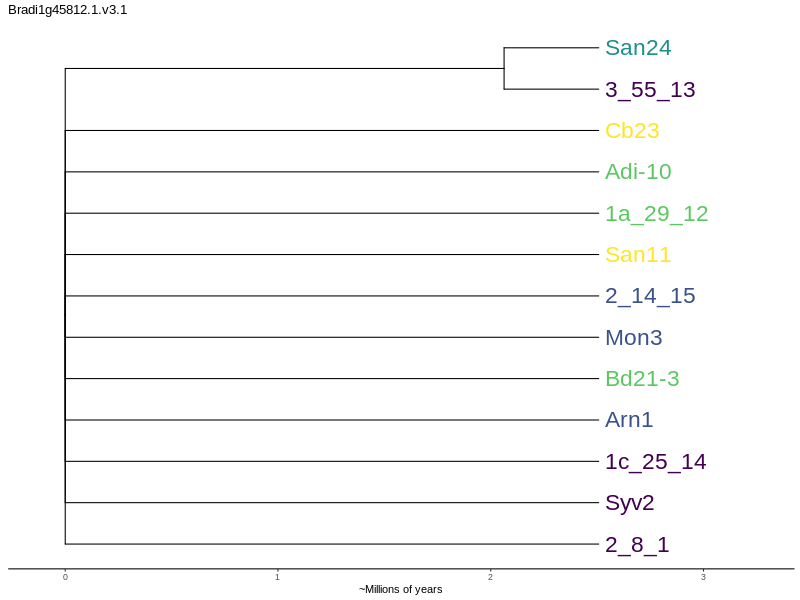 Bradi1g45812.1.v3.1
San24
3_55_13
Cb23
Adi-10
1a_29_12
San11
2_14_15
Mon3
Bd21-3
Arn1
1c_25_14
Syv2
2_8_1
0 1 2 3
~Millions of years